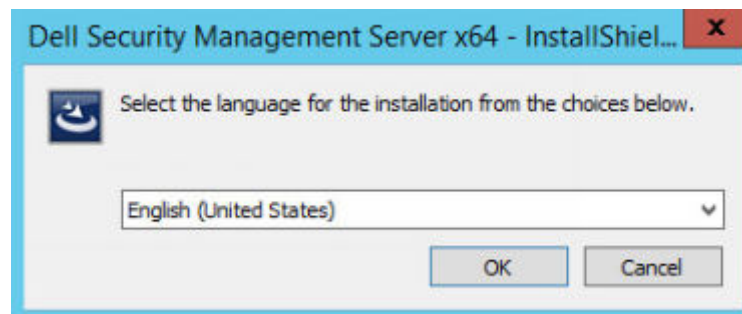 Dell Security Management Server x64 - InstallShiel...
Select the language for the installation from the choices below.
English (United States)
OK Cancel